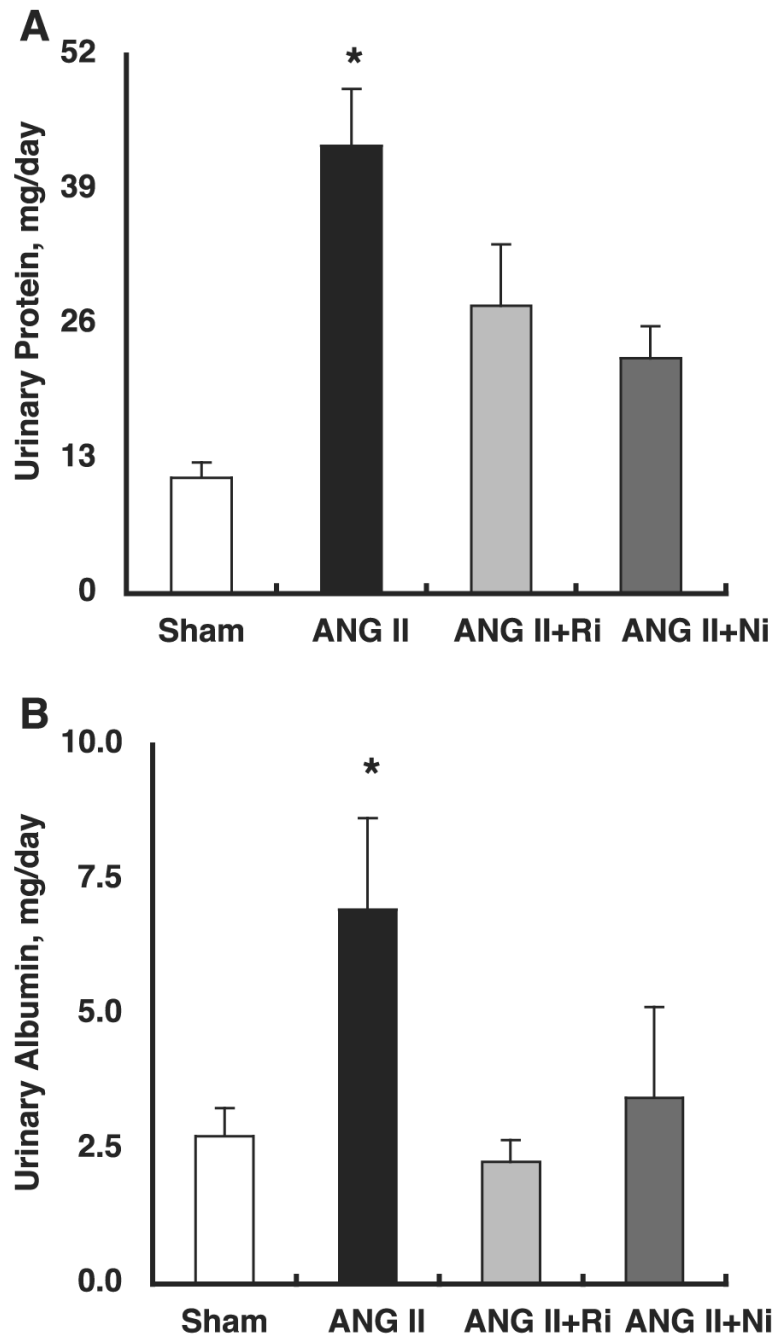 A
52
*
39
26
13
0
Urinary Protein, mg/day
Sham ANG II ANG II+Ri ANG II+Ni
B
10.0
*
7.5
5.0
2.5
0.0
Urinary Albumin, mg/day
Sham ANG II ANG II+Ri ANG II+Ni